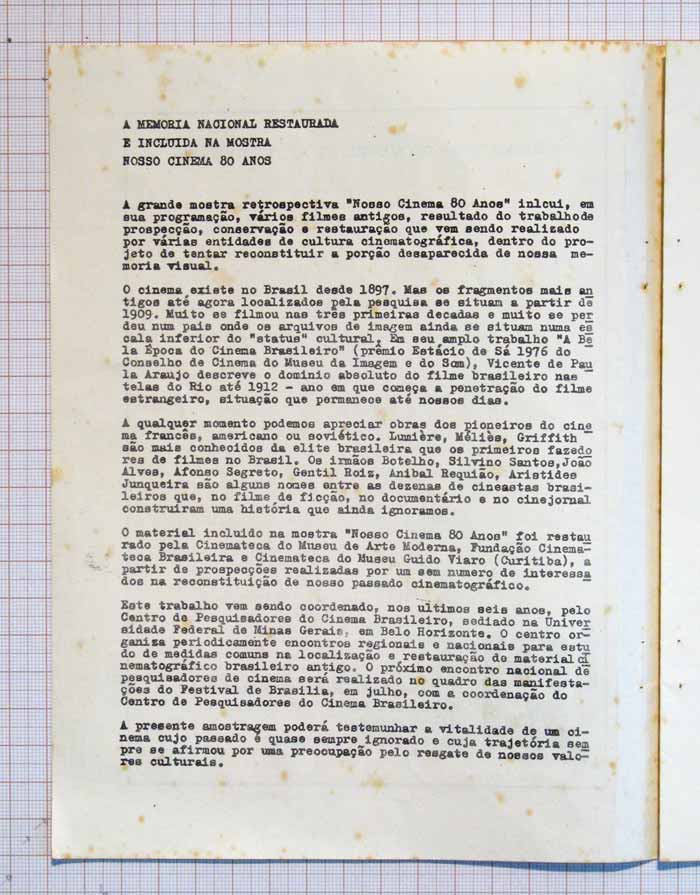 A MEMORIA NACIONAL RESTAURADA
E INCLUIDA NA MOSTRA
NOSSO CINEMA 80 ANOS
A grande mostra retrospectiva "Nosso Cinema 80 Anos" inlcui, em
sua programação, vários filmes antigos, resultado do trabalhode
prospecção, conservação e restauração que vem sendo realizado
por várias entidades de cultura cinematográfica, dentro do pro-
jeto de tentar reconstituir a porção desaparecida de nossa me-
moria visual.
O cinema existe no Brasil desde 1897. Mas os fragmentos mais an
tigos até agora localizados pela pesquisa se situam a partir de
1909. Muito se filmou nas três primeiras decadas e muito se per
deu num pais onde os arquivos de imagem ainda se situam numa es
cala inferior do "status" cultural. Em seu amplo trabalho "A Be
la Época do Cinema Brasileiro" (prêmio Estácio de Sá 1976 do
Conselho de Cinema do Museu da Imagem e do Som), Vicente de Pau
la Araujo descreve o dominio absoluto do filme brasileiro nas
telas do Rio até 1912 - ano em que começa a penetração do filme
estrangeiro, situação que permanece até nossos dias.
A qualquer momento podemos apreciar obras dos pioneiros do cine
ma francês, americano ou soviético. Lumière, Méliès, Griffith
são mais conhecidos da elite brasileira que os primeiros fazedo
res de filmes no Brasil. Os irmãos Botelho, Silvino Santos,João
Alves, Afonso Segreto, Gentil Roiz, Anibal Requião, Aristides
Junqueira são alguns nomes entre as dezenas de cineastas brasi-
leiros que, no filme de ficção, no documentário e no cinejornal
construiram uma história que ainda ignoramos.
O material incluido na mostra "Nosso Cinema 80 Anos" foi restau
rado pela Cinemateca do Museu de Arte Moderna, Fundação Cinema-
teca Brasileira e Cinemateca do Museu Guido Viaro (Curitiba), a
partir de prospecções realizadas por um sem numero de interessa
dos na reconstituição de nosso passado cinematográfico.
Este trabalho vem sendo coordenado, nos ultimos seis anos, pelo
Centro de Pesquisadores do Cinema Brasileiro, sediado na Univer
sidade Federal de Minas Gerais, em Belo Horizonte. O centro or-
ganiza periodicamente encontros regionais e nacionais para estu
do de medidas comuns na localização e restauração do material ci
nematográfico brasileiro antigo. O próximo encontro nacional de
pesquisadores de cinema será realizado no quadro das manifesta-
ções do Festival de Brasilia, em julho, com a coordenação do
Centro de Pesquisadores do Cinema Brasileiro.
A presente amostragem poderá testemunhar a vitalidade de um ci-
nema cujo passado é quase sempre ignorado e cuja trajetória sem
pre se afirmou por uma preocupação pelo resgate de nossos valo-
res culturais.